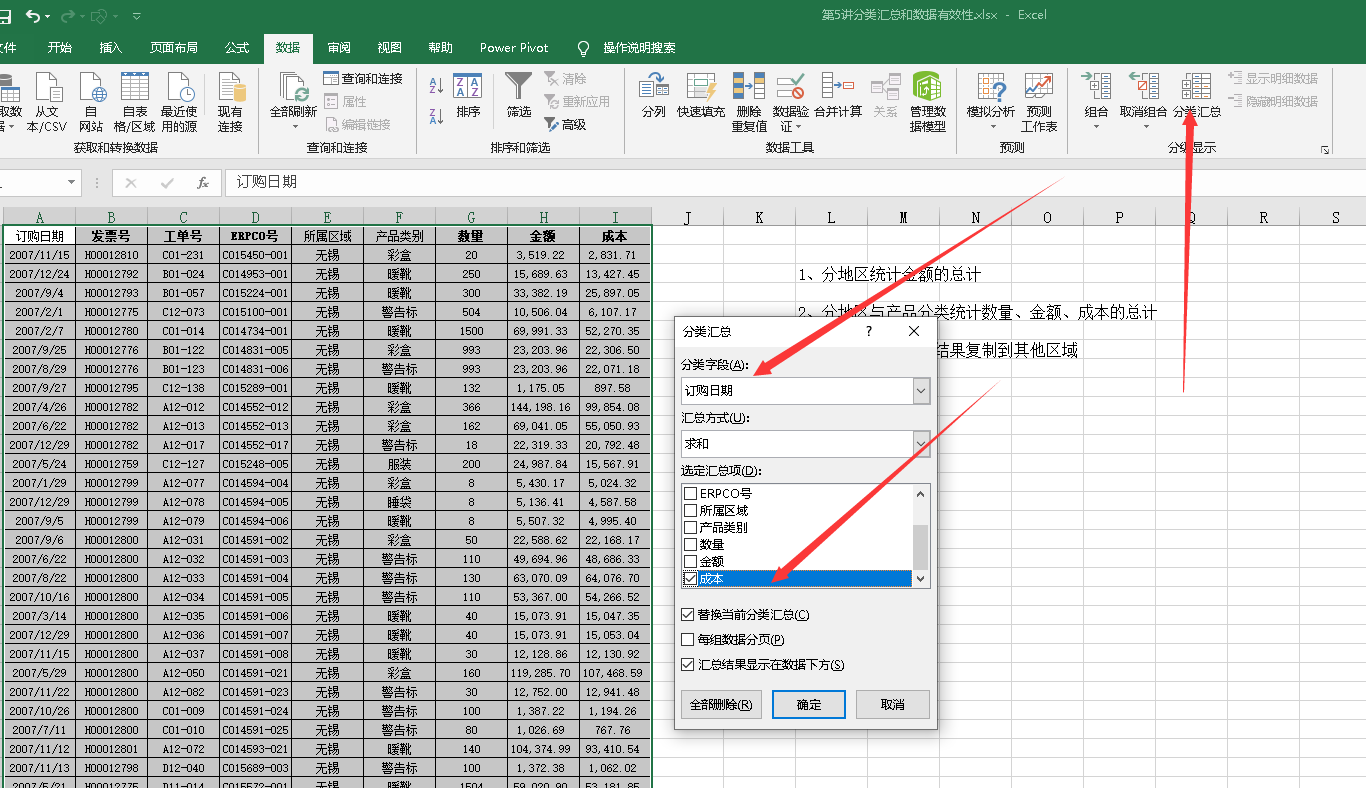 第5讲分类汇总和数据有效性.xlsx - Excel
文件 开始 插入 页面布局 公式 数据 审阅 视图 帮助 Power Pivot 操作说明搜索
从文本/CSV 自网站 自表格/区域 最近使用的源 现有连接 全部刷新 查询和连接 属性 编辑链接 排序 筛选 清除 重新应用 高级 分列 快速填充 删除重复值 数据验证 合并计算 关系 管理数据模型 模拟分析 预测工作表 组合 取消组合 分类汇总 显示明细数据 隐藏明细数据
获取和转换数据 查询和连接 排序和筛选 数据工具 预测 分级显示
fx 订购日期
A B C D E F G H I J K L M N O P Q R S
订购日期 发票号 工单号 ERPCO号 所属区域 产品类别 数量 金额 成本
2007/11/15 H00012810 C01-231 C015450-001 无锡 彩盒 20 3,519.22 2,831.71
2007/12/24 H00012792 B01-024 C014953-001 无锡 暖靴 250 15,689.63 13,427.45
2007/9/4 H00012793 B01-057 C015224-001 无锡 暖靴 300 33,382.19 25,897.05
2007/2/1 H00012775 C12-073 C015100-001 无锡 警告标 504 10,506.04 6,107.17
2007/2/7 H00012780 C01-014 C014734-001 无锡 暖靴 1500 69,991.33 52,270.35
2007/9/25 H00012776 B01-122 C014831-005 无锡 彩盒 993 23,203.96 22,306.50
2007/8/29 H00012776 B01-123 C014831-006 无锡 警告标 993 23,203.96 22,071.18
2007/9/27 H00012795 C12-138 C015289-001 无锡 暖靴 132 1,175.05 897.58
2007/4/26 H00012782 A12-012 C014552-012 无锡 彩盒 366 144,198.16 99,854.08
2007/6/22 H00012782 A12-013 C014552-013 无锡 彩盒 162 69,041.05 55,050.93
2007/12/29 H00012782 A12-017 C014552-017 无锡 警告标 18 22,319.33 20,792.48
2007/5/24 H00012759 C12-127 C015248-005 无锡 服装 200 24,987.84 15,567.91
2007/1/29 H00012799 A12-077 C014594-004 无锡 彩盒 8 5,430.17 5,024.32
2007/12/29 H00012799 A12-078 C014594-005 无锡 睡袋 8 5,136.41 4,587.58
2007/9/5 H00012799 A12-079 C014594-006 无锡 暖靴 8 5,507.32 4,995.40
2007/9/6 H00012800 A12-031 C014591-002 无锡 彩盒 50 22,588.62 22,168.17
2007/6/22 H00012800 A12-032 C014591-003 无锡 警告标 110 49,694.96 48,686.33
2007/8/22 H00012800 A12-033 C014591-004 无锡 警告标 130 63,070.09 64,076.70
2007/10/16 H00012800 A12-034 C014591-005 无锡 警告标 110 53,367.00 54,266.52
2007/3/14 H00012800 A12-035 C014591-006 无锡 暖靴 40 15,073.91 15,047.35
2007/12/29 H00012800 A12-036 C014591-007 无锡 暖靴 40 15,073.91 15,053.04
2007/11/15 H00012800 A12-037 C014591-008 无锡 暖靴 30 12,128.86 12,130.92
2007/5/29 H00012800 A12-050 C014591-021 无锡 彩盒 160 119,285.70 107,468.59
2007/11/22 H00012800 A12-082 C014591-023 无锡 警告标 30 12,752.00 12,941.48
2007/10/26 H00012800 C01-009 C014591-024 无锡 警告标 100 1,387.22 1,194.26
2007/7/11 H00012800 C01-010 C014591-025 无锡 警告标 80 1,026.69 767.76
2007/11/12 H00012801 A12-072 C014593-021 无锡 暖靴 140 104,374.99 93,410.54
2007/11/13 H00012798 D12-040 C015689-003 无锡 警告标 100 1,372.38 1,062.02
2007/5/21 H00012775 D11-014 C015572-001 无锡 暖靴 1504 59,020.90 53,181.85
1、分地区统计金额的总计
2、分地区与产品分类统计数量、金额、成本的总计
结果复制到其他区域
分类汇总 ? ×
分类字段(A):
订购日期
汇总方式(U):
求和
选定汇总项(D):
ERPCO号
所属区域
产品类别
数量
金额
成本
替换当前分类汇总(C)
每组数据分页(P)
汇总结果显示在数据下方(S)
全部删除(R) 确定 取消